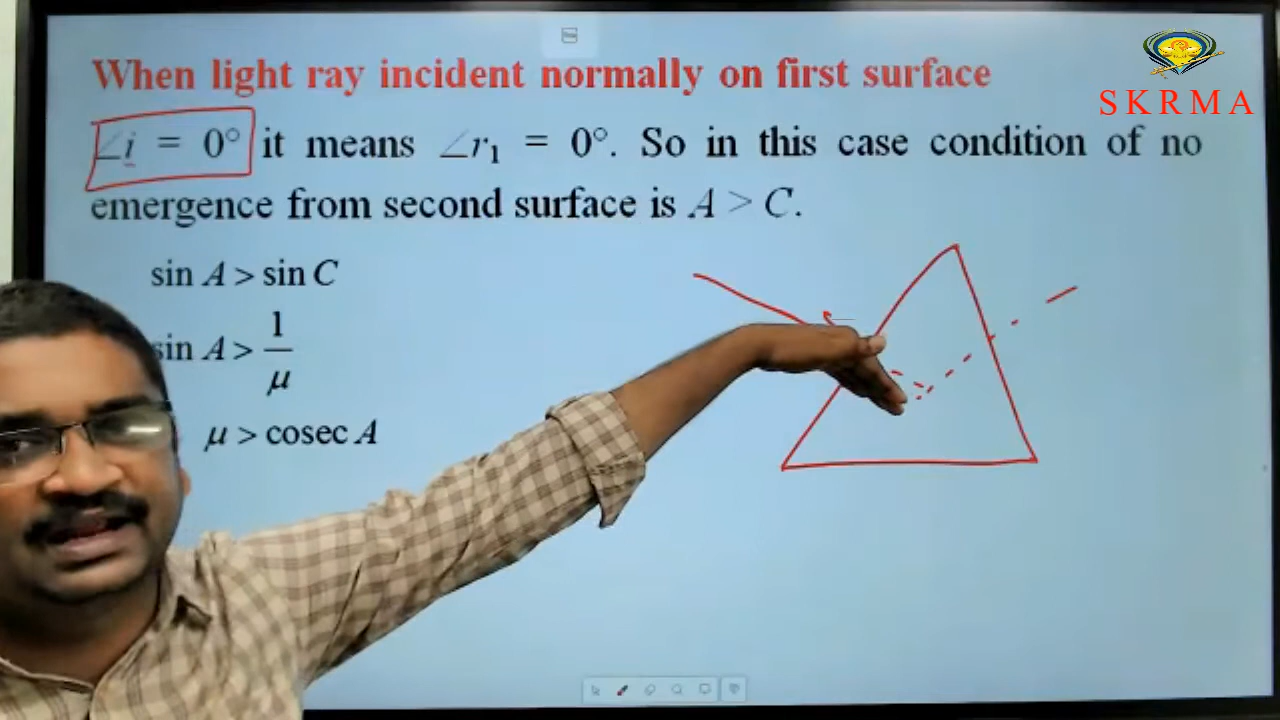 When light ray incident normally on first surface
SKRMA
∠i = 0° it means ∠r₁ = 0°. So in this case condition of no
emergence from second surface is A > C.
sin A > sin C
sin A > 1/μ
μ > cosec A